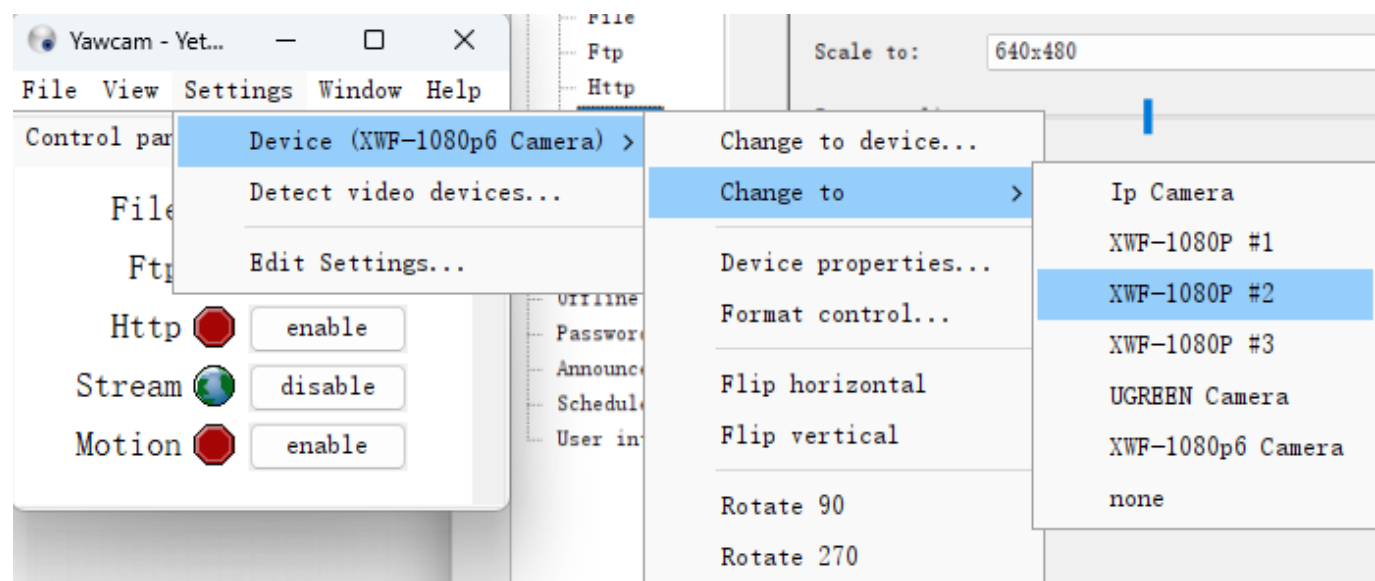 Yawcam - Yet...
File View Settings Window Help
Control par
File
Ftp
Http enable
Stream disable
Motion enable
Device (XWF-1080p6 Camera)
Detect video devices...
Edit Settings...
File
Ftp
Http
Offline
Passwor
Announce
Schedule
User in
Scale to: 640x480
Change to device...
Change to
Device properties...
Format control...
Flip horizontal
Flip vertical
Rotate 90
Rotate 270
Ip Camera
XWF-1080P #1
XWF-1080P #2
XWF-1080P #3
UGREEN Camera
XWF-1080p6 Camera
none